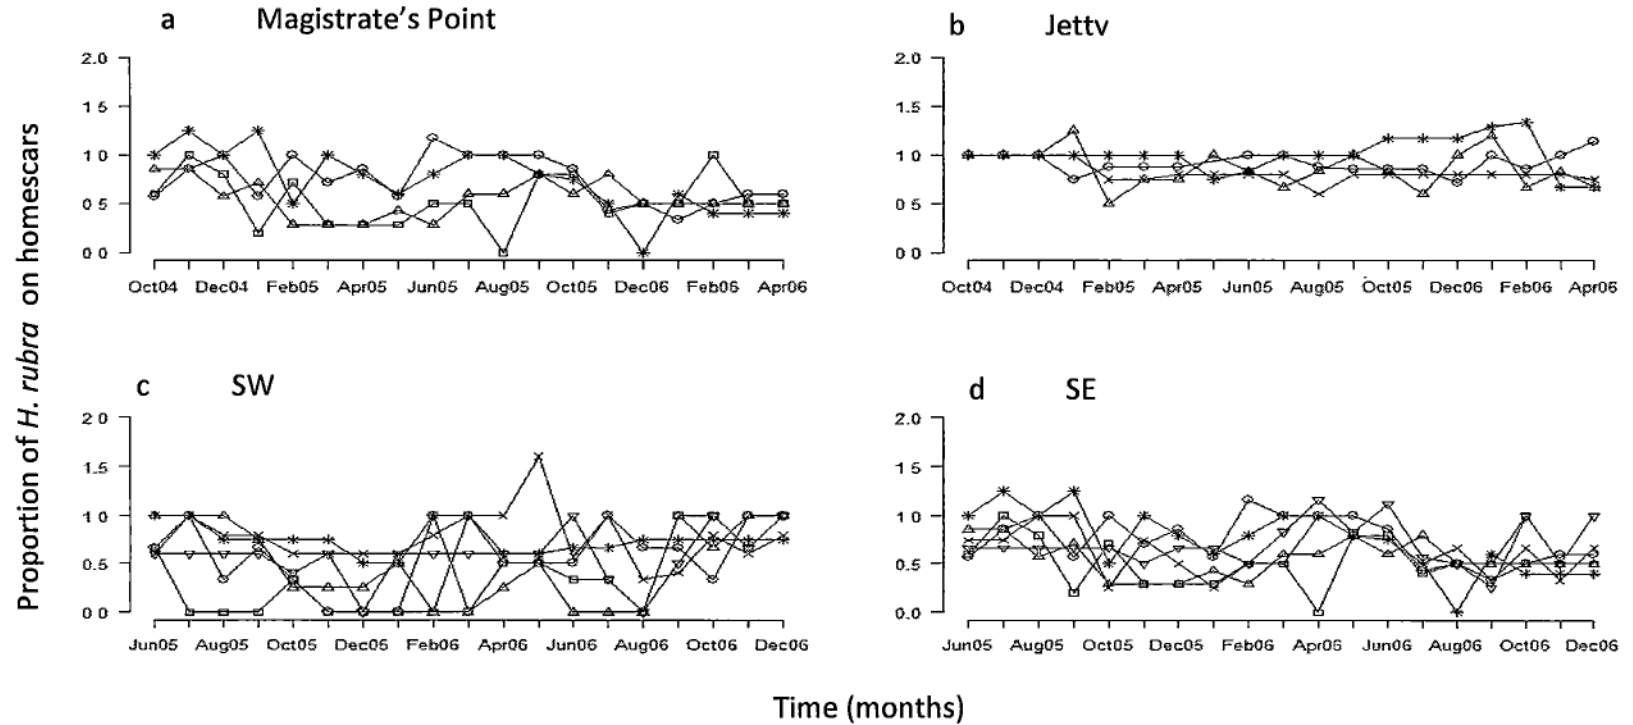 a Magistrate's Point
b Jettv
2.0
1 5
1 0
0 5
0 0
Oct04 Dec04 Feb05 Apr05 Jun05 Aug05 Oct05 Dec06 Feb06 Apr06
2.0
1 5
1 0
0 5
0.0
Oct04 Dec04 Feb05 Apr05 Jun05 Aug05 Oct05 Dec06 Feb06 Apr06
Proportion of H. rubra on homescars
c SW
d SE
2 0
1.5
1 0
0.5
0 0
Jun05 Aug05 Oct05 Dec05 Feb06 Apr06 Jun06 Aug06 Oct06 Dec06
2 0
1 5
1 0
0.5
0.0
Jun05 Aug05 Oct05 Dec05 Feb06 Apr06 Jun06 Aug06 Oct06 Dec06
Time (months)